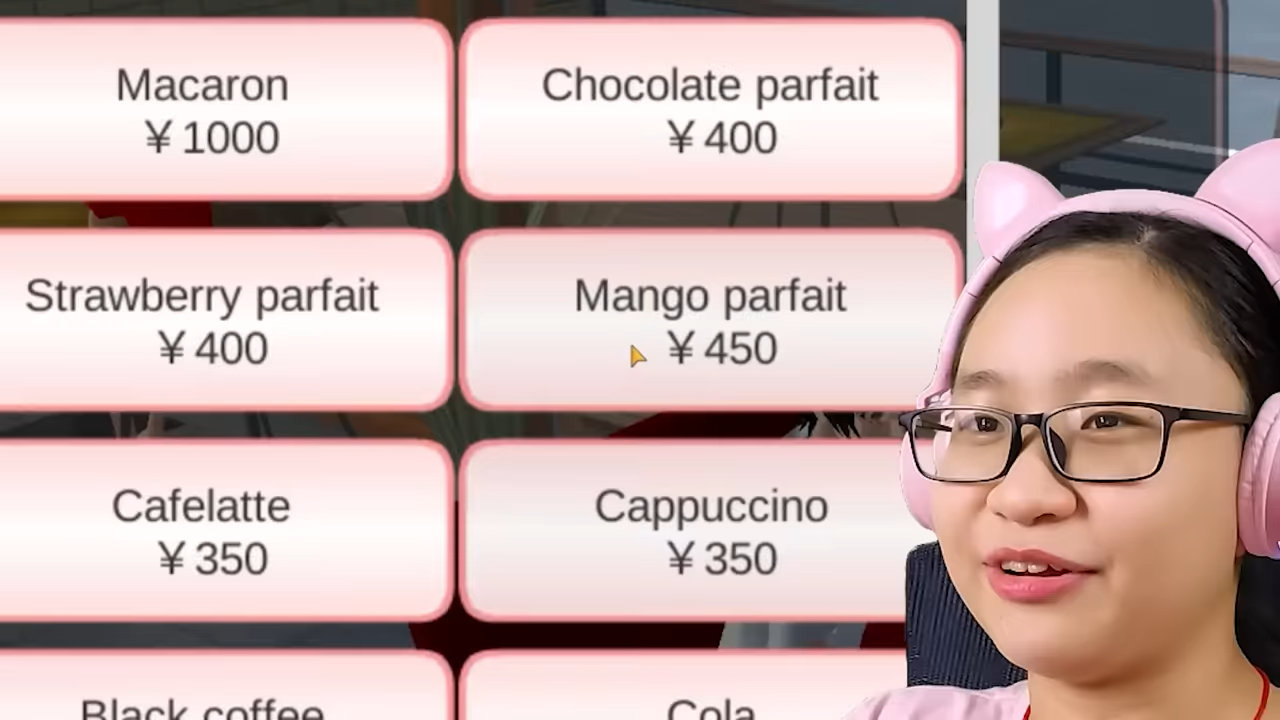 Macaron
¥ 1000
Chocolate parfait
¥ 400
Strawberry parfait
¥ 400
Mango parfait
¥ 450
Cafelatte
¥ 350
Cappuccino
¥ 350
Black coffee
Cola